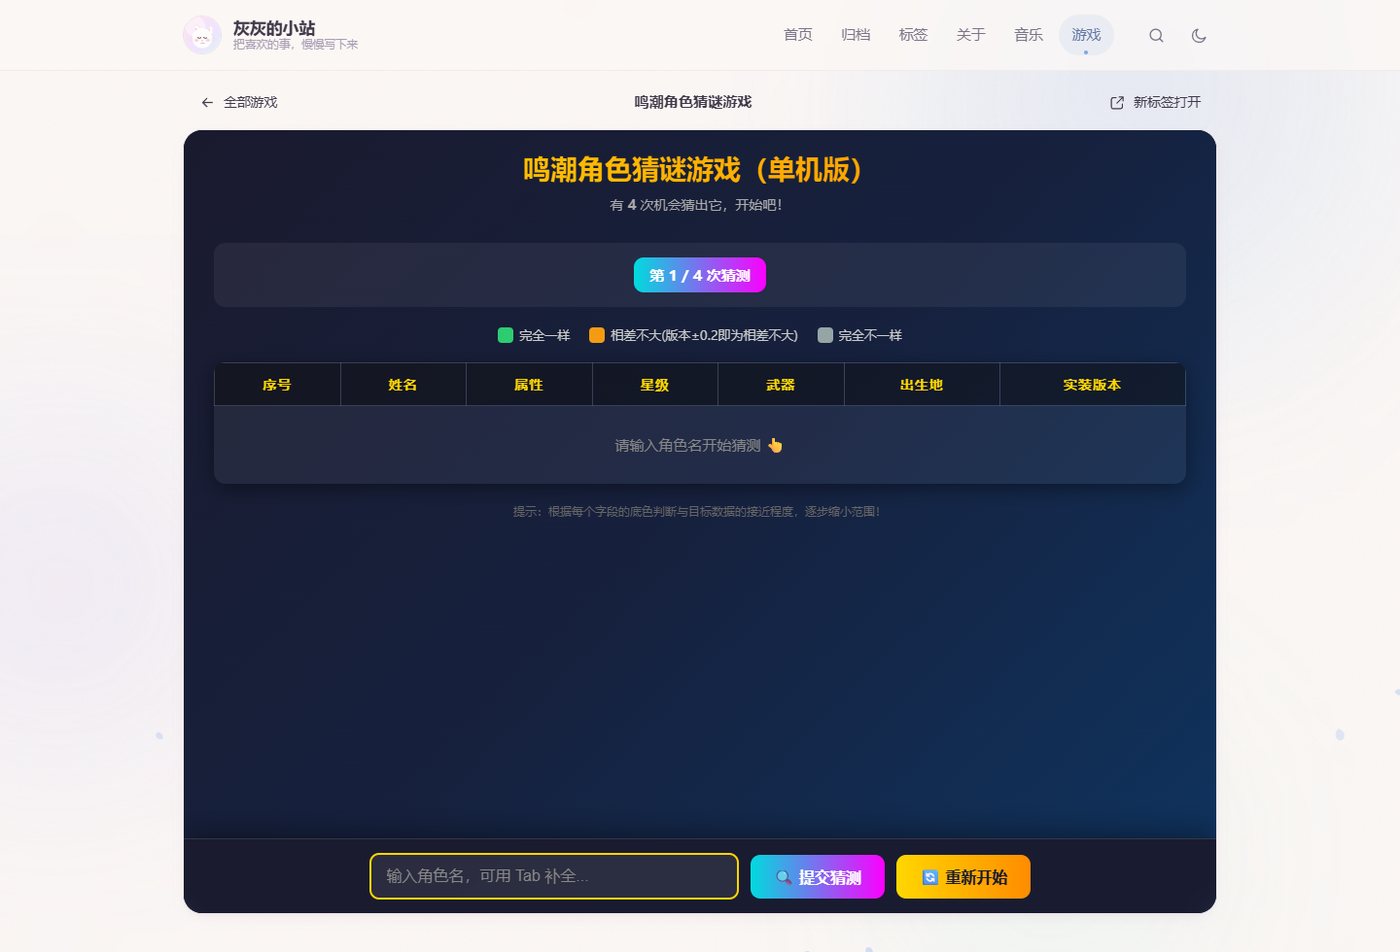 灰灰的小站
把喜欢的事，慢慢写下来
首页
归档
标签
关于
音乐
游戏
全部游戏
鸣潮角色猜谜游戏
新标签打开
鸣潮角色猜谜游戏（单机版）
有 4 次机会猜出它，开始吧！
第 1 / 4 次猜测
完全一样
相差不大(版本±0.2即为相差不大)
完全不一样
序号
姓名
属性
星级
武器
出生地
实装版本
请输入角色名开始猜测 👆
提示：根据每个字段的底色判断与目标数据的接近程度，逐步缩小范围！
输入角色名，可用 Tab 补全...
🔍 提交猜测
🔄 重新开始